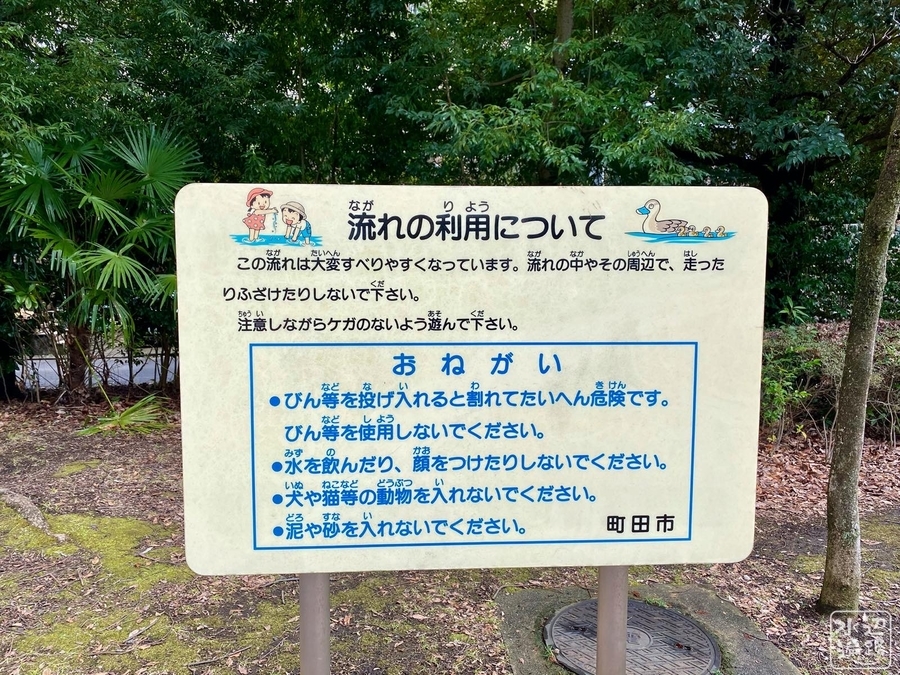 流れの利用について
この流れは大変すべりやすくなっています。流れの中やその周辺で、走った
りふざけたりしないで下さい。
注意しながらケガのないよう遊んで下さい。
おねがい
●びん等を投げ入れると割れてたいへん危険です。
びん等を使用しないでください。
●水を飲んだり、顔をつけたりしないでください。
●犬や猫等の動物を入れないでください。
●泥や砂を入れないでください。
町田市